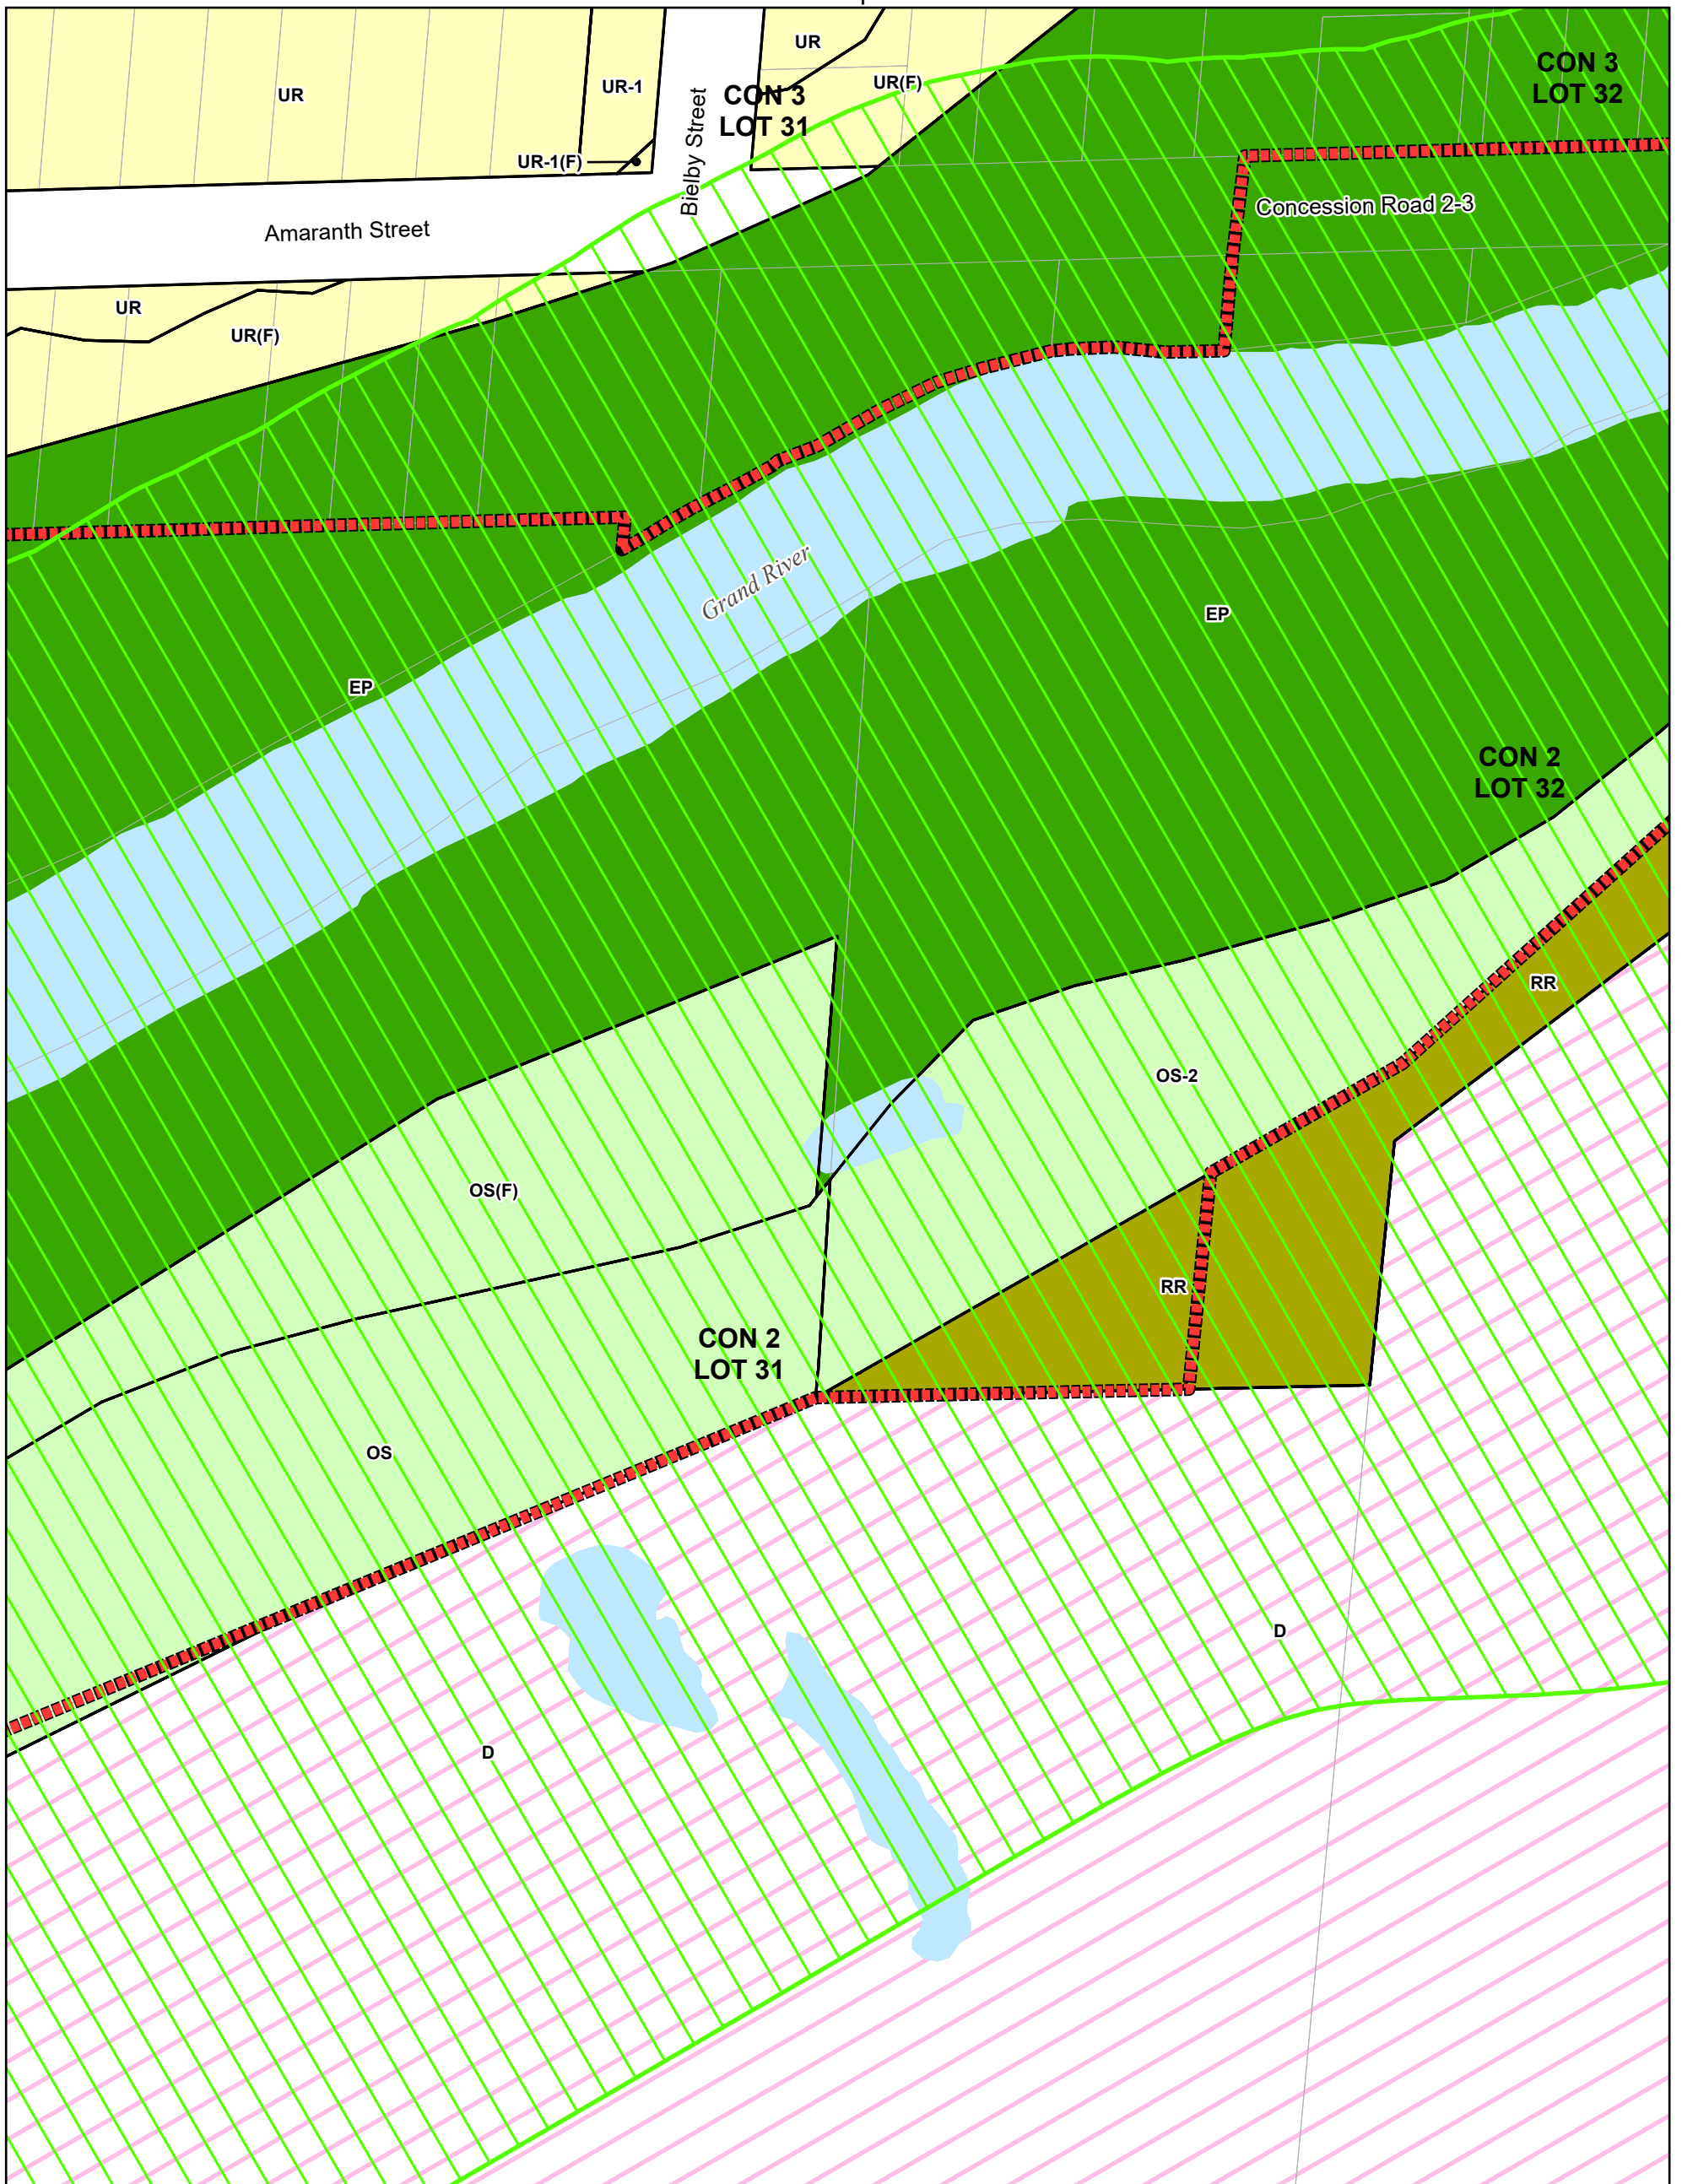 UR
UR-1
UR-1(F)
Bielby Street
CON 3
LOT 31
UR
UR(F)
CON 3
LOT 32
Concession Road 2-3
Amaranth Street
UR
UR(F)
Grand River
EP
EP
CON 2
LOT 32
RR
OS-2
OS(F)
RR
CON 2
LOT 31
OS
D
D